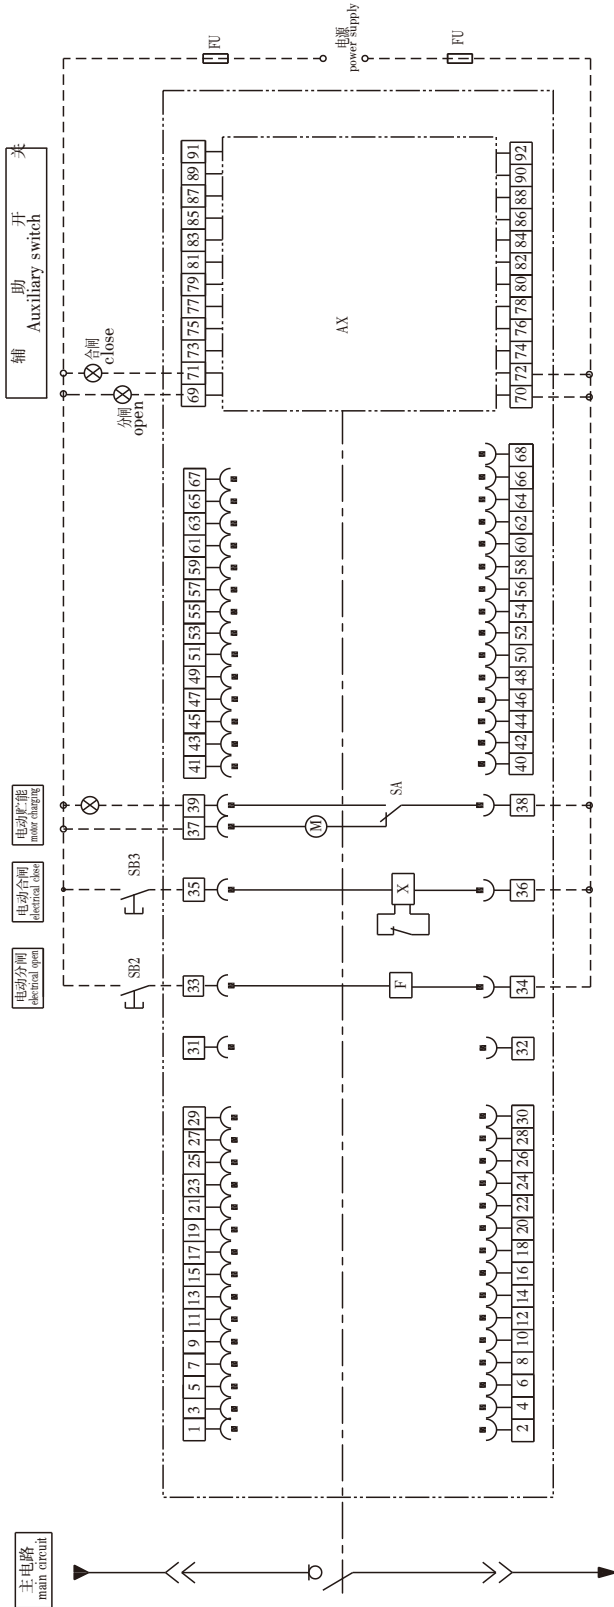 主电路
main circuit
电动分闸
electrical open
电动合闸
electrical close
电动贮能
motor charging
辅 助 开 关
Auxiliary switch
SB2
SB3
合闸
close
分闸
open
FU
1 3 5 7 9 11 13 15 17 19 21 23 25 27 29 31 33 35 37 39 41 43 45 47 49 51 53 55 57 59 61 63 65 67 69 71 73 75 77 79 81 83 85 87 89 91
M
AX
电源
power supply
SA
F
X
2 4 6 8 10 12 14 16 18 20 22 24 26 28 30 32 34 36 38 40 42 44 46 48 50 52 54 56 58 60 62 64 66 68 70 72 74 76 78 80 82 84 86 88 90 92
FU